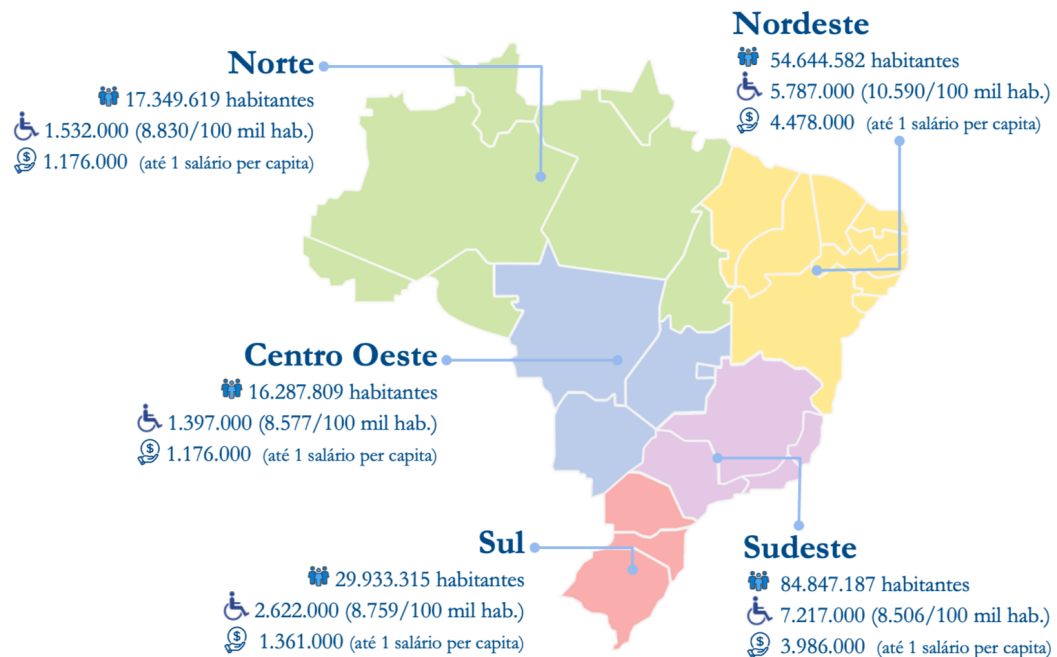 Nordeste
54.644.582 habitantes
5.787.000 (10.590/100 mil hab.)
4.478.000 (até 1 salário per capita)
Norte
17.349.619 habitantes
1.532.000 (8.830/100 mil hab.)
1.176.000 (até 1 salário per capita)
Centro Oeste
16.287.809 habitantes
1.397.000 (8.577/100 mil hab.)
1.176.000 (até 1 salário per capita)
Sul
29.933.315 habitantes
2.622.000 (8.759/100 mil hab.)
1.361.000 (até 1 salário per capita)
Sudeste
84.847.187 habitantes
7.217.000 (8.506/100 mil hab.)
3.986.000 (até 1 salário per capita)